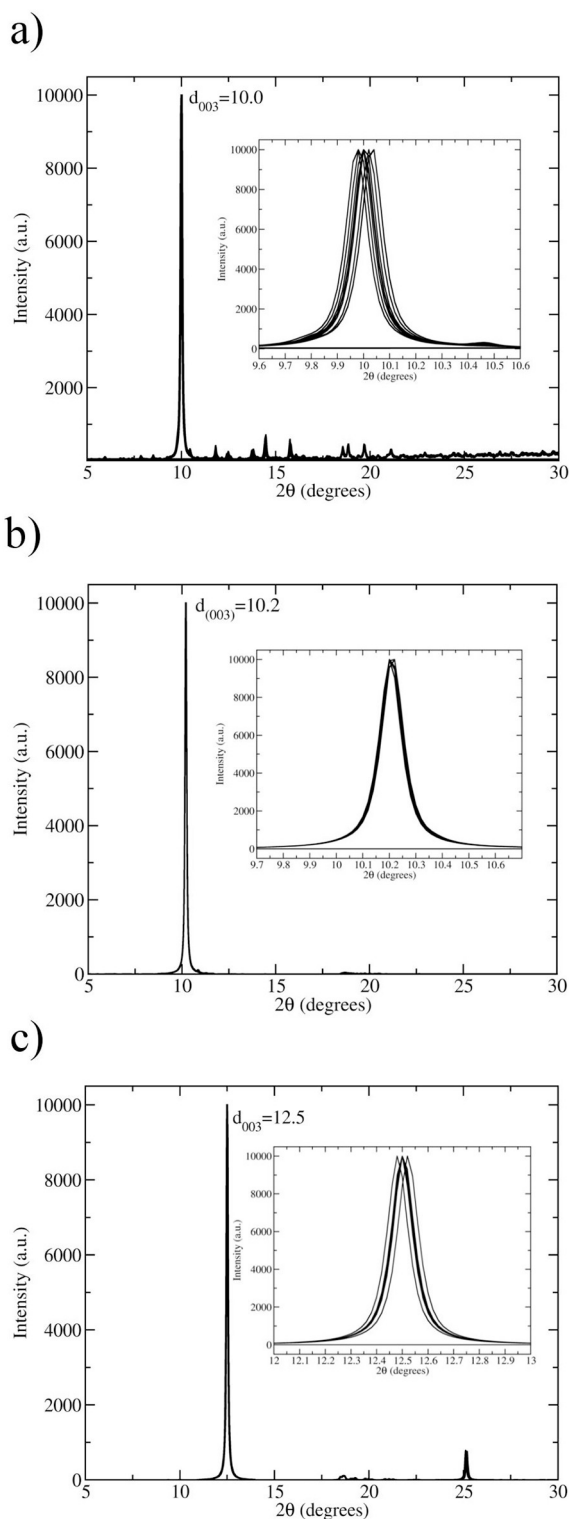 a)
10000
8000
6000
4000
2000
Intensity (a.u.)
d003=10.0
10000
8000
6000
4000
2000
0
Intensity (a.u.)
9.6 9.7 9.8 9.9 10 10.1 10.2 10.3 10.4 10.5 10.6
2θ (degrees)
5 10 15 20 25 30
2θ (degrees)
b)
10000
8000
6000
4000
2000
0
Intensity (a.u.)
d(003)=10.2
10000
8000
6000
4000
2000
0
Intensity (a.u.)
9.7 9.8 9.9 10 10.1 10.2 10.3 10.4 10.5 10.6
2θ (degrees)
5 10 15 20 25 30
2θ (degrees)
c)
10000
8000
6000
4000
2000
0
Intensity (a.u.)
d003=12.5
10000
8000
6000
4000
2000
0
Intensity (a.u.)
12 12.1 12.2 12.3 12.4 12.5 12.6 12.7 12.8 12.9 13
2θ (degrees)
5 10 15 20 25 30
2θ (degrees)